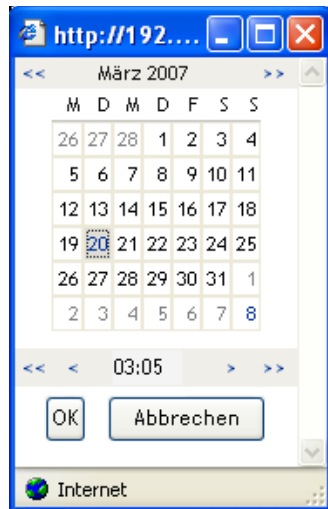 http://192....
<< März 2007 >>
M D M D F S S
26 27 28 1 2 3 4
5 6 7 8 9 10 11
12 13 14 15 16 17 18
19 20 21 22 23 24 25
26 27 28 29 30 31 1
2 3 4 5 6 7 8
<< < 03:05 > >>
OK Abbrechen
Internet